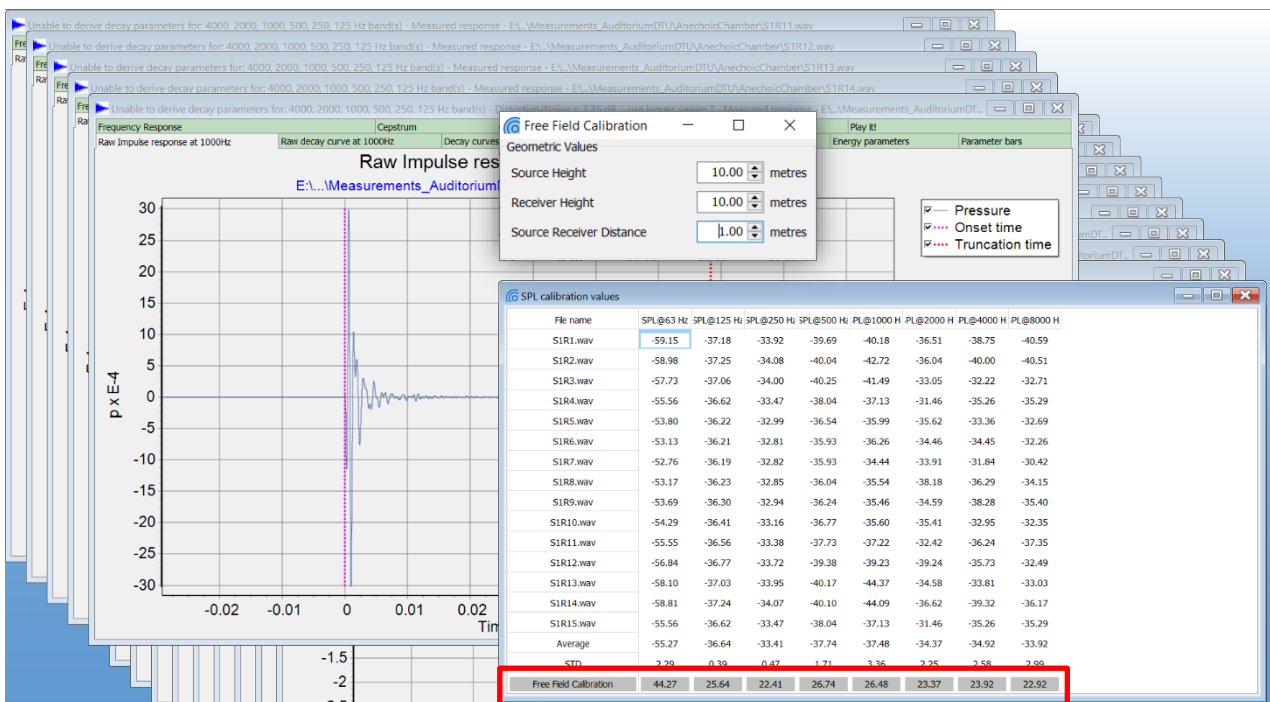 Unable to derive decay parameters for: 4000, 2000, 1000, 500, 250, 125 Hz band(s) - Measured response - E:\...\Measurements_AuditoriumDTU\AnechoicChamber\S1R11.wav
Fre
Unable to derive decay parameters for: 4000, 2000, 1000, 500, 250, 125 Hz band(s) - Measured response - E:\...\Measurements_AuditoriumDTU\AnechoicChamber\S1R12.wav
Ra
Fre
Unable to derive decay parameters for: 4000, 2000, 1000, 500, 250, 125 Hz band(s) - Measured response - E:\...\Measurements_AuditoriumDTU\AnechoicChamber\S1R13.wav
Ra
Fre
Unable to derive decay parameters for: 4000, 2000, 1000, 500, 250, 125 Hz band(s) - Measured response - E:\...\Measurements_AuditoriumDTU\AnechoicChamber\S1R14.wav
Ra
Fre
Unable to derive decay parameters for: 4000, 2000, 1000, 500, 250, 125 Hz band(s) - Distortion/Noise = 7.35 dB - use longer sweep? - Measured response - E:\...\Measurements_AuditoriumDT...
Ra
Frequency Response Cepstrum Play it!
Raw Impulse response at 1000Hz Raw decay curve at 1000Hz Decay curves Energy parameters Parameter bars
Free Field Calibration
Geometric Values
Source Height 10.00 metres
Receiver Height 10.00 metres
Source Receiver Distance 1.00 metres
Raw Impulse res
E:\...\Measurements_Auditorium
30
25
20
15
10
5
0
-5
-10
-15
-20
-25
-30
p x E-4
-0.02 -0.01 0 0.01 0.02
Tim
Pressure
Onset time
Truncation time
umDT...
itoriumDT...
-1.5
-2
SPL calibration values
File name SPL@63 Hz SPL@125 Hz SPL@250 Hz SPL@500 Hz PL@1000 H PL@2000 H PL@4000 H PL@8000 H
S1R1.wav -59.15 -37.18 -33.92 -39.69 -40.18 -36.51 -38.75 -40.59
S1R2.wav -58.98 -37.25 -34.08 -40.04 -42.72 -36.04 -40.00 -40.51
S1R3.wav -57.73 -37.06 -34.00 -40.25 -41.49 -33.05 -32.22 -32.71
S1R4.wav -55.56 -36.62 -33.47 -38.04 -37.13 -31.46 -35.26 -35.29
S1R5.wav -53.80 -36.22 -32.99 -36.54 -35.99 -35.62 -33.36 -32.69
S1R6.wav -53.13 -36.21 -32.81 -35.93 -36.26 -34.46 -34.45 -32.26
S1R7.wav -52.76 -36.19 -32.82 -35.93 -34.44 -33.91 -31.84 -30.42
S1R8.wav -53.17 -36.23 -32.85 -36.04 -35.54 -38.18 -36.29 -34.15
S1R9.wav -53.69 -36.30 -32.94 -36.24 -35.46 -34.59 -38.28 -35.40
S1R10.wav -54.29 -36.41 -33.16 -36.77 -35.60 -35.41 -32.95 -32.35
S1R11.wav -55.55 -36.56 -33.38 -37.73 -37.22 -32.42 -36.24 -37.35
S1R12.wav -56.84 -36.77 -33.72 -39.38 -39.23 -39.24 -35.73 -32.49
S1R13.wav -58.10 -37.03 -33.95 -40.17 -44.37 -34.58 -33.81 -33.03
S1R14.wav -58.81 -37.24 -34.07 -40.10 -44.09 -36.62 -39.32 -36.17
S1R15.wav -55.56 -36.62 -33.47 -38.04 -37.13 -31.46 -35.26 -35.29
Average -55.27 -36.64 -33.41 -37.74 -37.48 -34.37 -34.92 -33.92
STD 2.29 0.39 0.47 1.71 3.36 2.25 2.58 2.99
Free Field Calibration 44.27 25.64 22.41 26.74 26.48 23.37 23.92 22.92